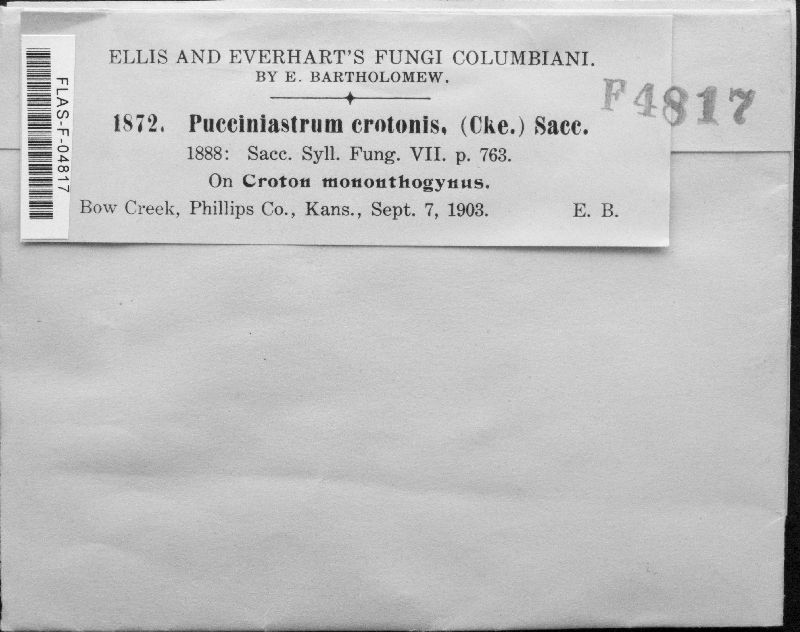 ELLIS AND EVERHART'S FUNGI COLUMBIANI.
BY E. BARTHOLOMEW.
F4817
1872. Pucciniastrum crotonis, (Cke.) Sacc.
1888: Sacc. Syll. Fung. VII. p. 763.
On Croton mononthogynus.
Bow Creek, Phillips Co., Kans., Sept. 7, 1903. E. B.
FLAS-F-04817